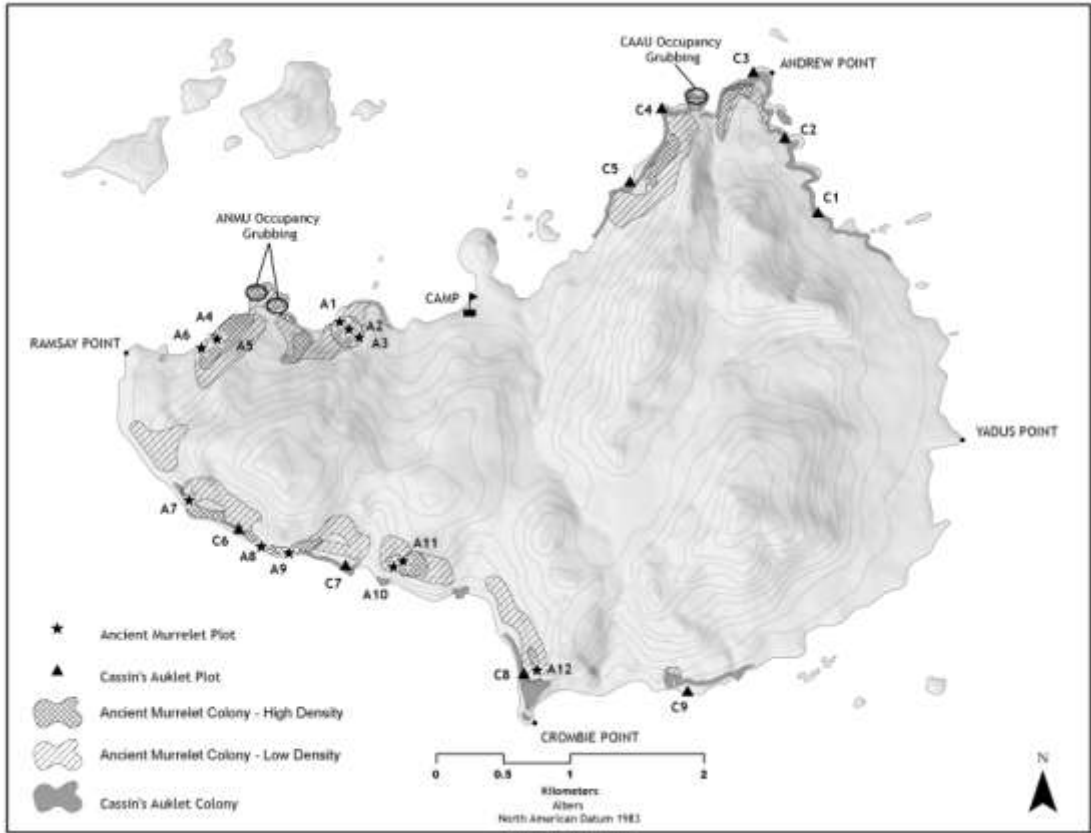 CAAU Occupancy
Grubbing
C3
ANDREW POINT
C4
C2
C5
C1
ANMU Occupancy
Grubbing
CAMP
A1
A2
A3
A4
A5
A6
RAMSAY POINT
YADUS POINT
A7
C6
A8
A9
C7
A10
A11
C8
A12
C9
CROMBIE POINT
Ancient Murrelet Plot
Cassin's Auklet Plot
Ancient Murrelet Colony - High Density
Ancient Murrelet Colony - Low Density
Cassin's Auklet Colony
0 0.5 1 2
Kilometers
Albers
North American Datum 1983
N